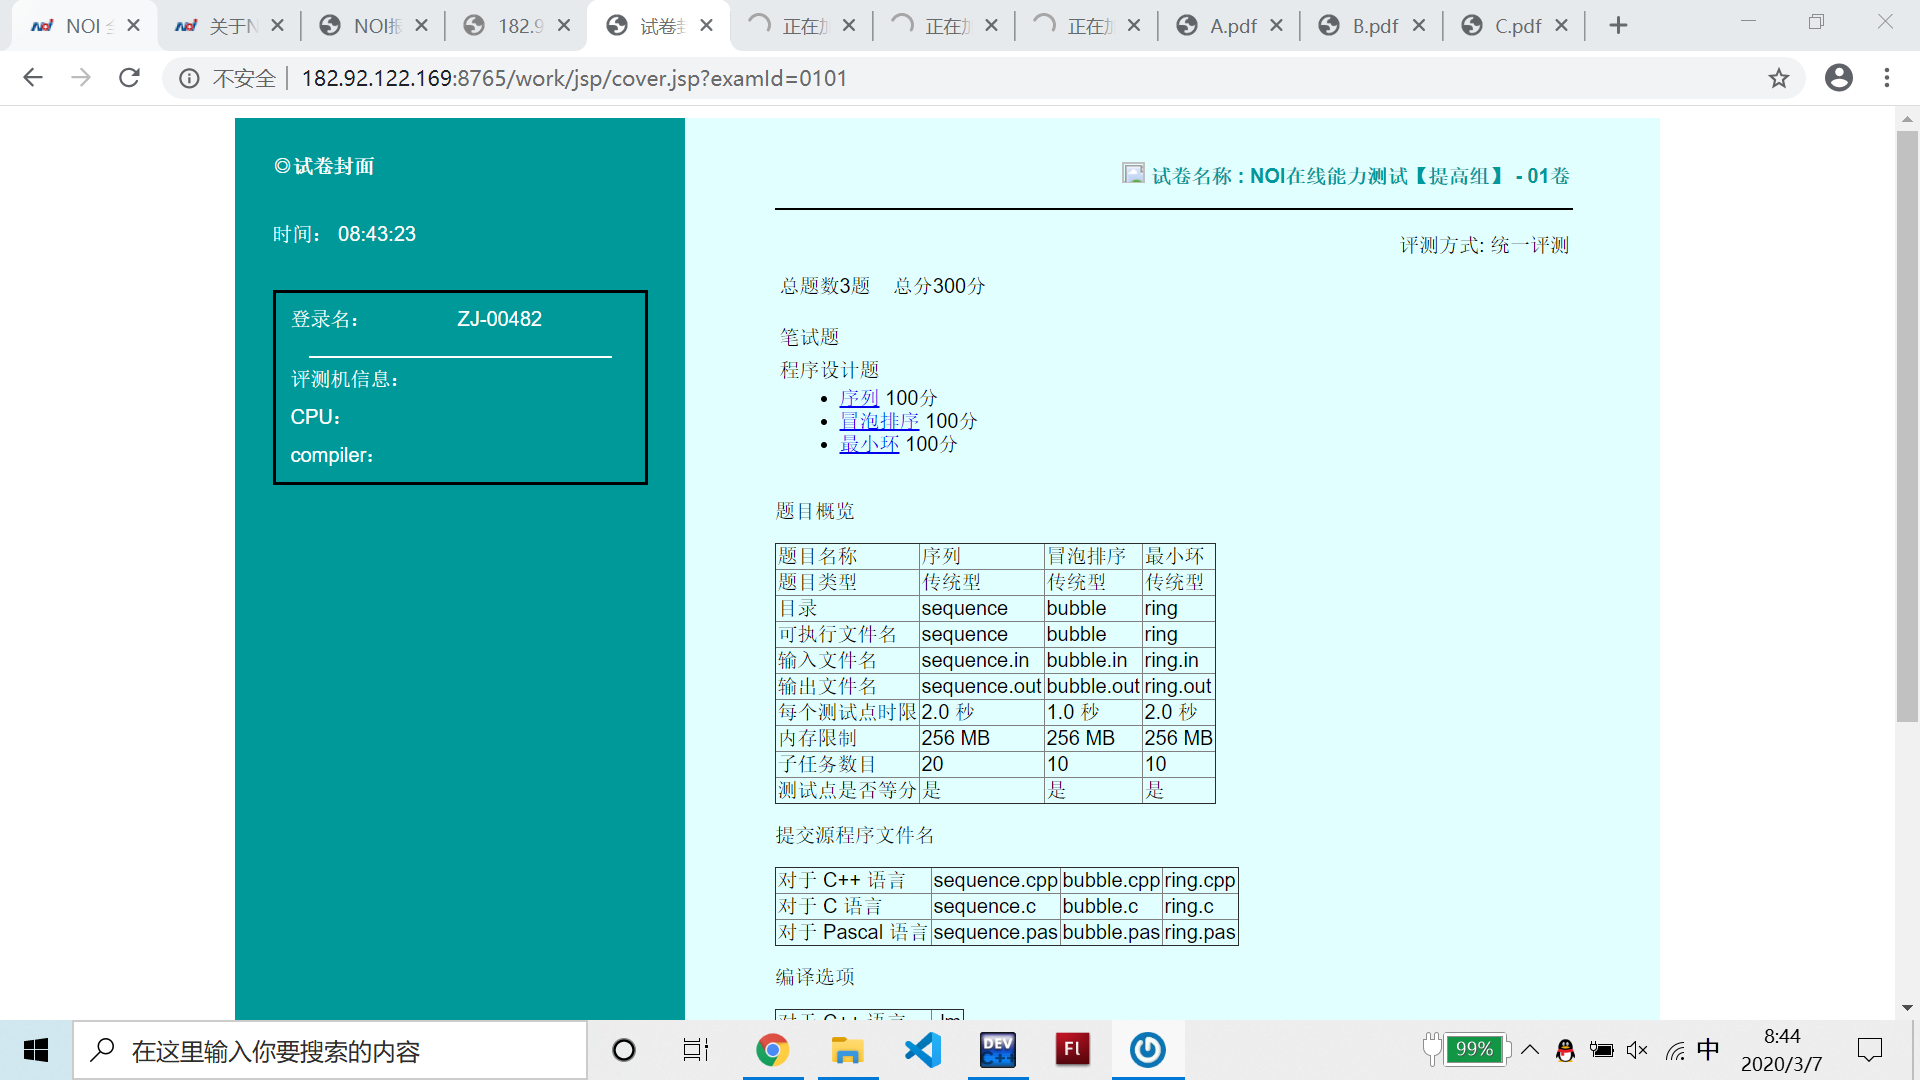 NOI 全
关于N
NOI报
182.9
试卷封
正在加
正在加
正在加
A.pdf
B.pdf
C.pdf
不安全 182.92.122.169:8765/work/jsp/cover.jsp?examId=0101
◎试卷封面
时间： 08:43:23
登录名： ZJ-00482
评测机信息：
CPU：
compiler：
试卷名称 : NOI在线能力测试【提高组】 - 01卷
评测方式: 统一评测
总题数3题 总分300分
笔试题
程序设计题
序列 100分
冒泡排序 100分
最小环 100分
题目概览
题目名称 序列 冒泡排序 最小环
题目类型 传统型 传统型 传统型
目录 sequence bubble ring
可执行文件名 sequence bubble ring
输入文件名 sequence.in bubble.in ring.in
输出文件名 sequence.out bubble.out ring.out
每个测试点时限 2.0 秒 1.0 秒 2.0 秒
内存限制 256 MB 256 MB 256 MB
子任务数目 20 10 10
测试点是否等分 是 是 是
提交源程序文件名
对于 C++ 语言 sequence.cpp bubble.cpp ring.cpp
对于 C 语言 sequence.c bubble.c ring.c
对于 Pascal 语言 sequence.pas bubble.pas ring.pas
编译选项
对于 C++ 语言 -lm
在这里输入你要搜索的内容
DEV C++
Fl
99%
中
8:44
2020/3/7